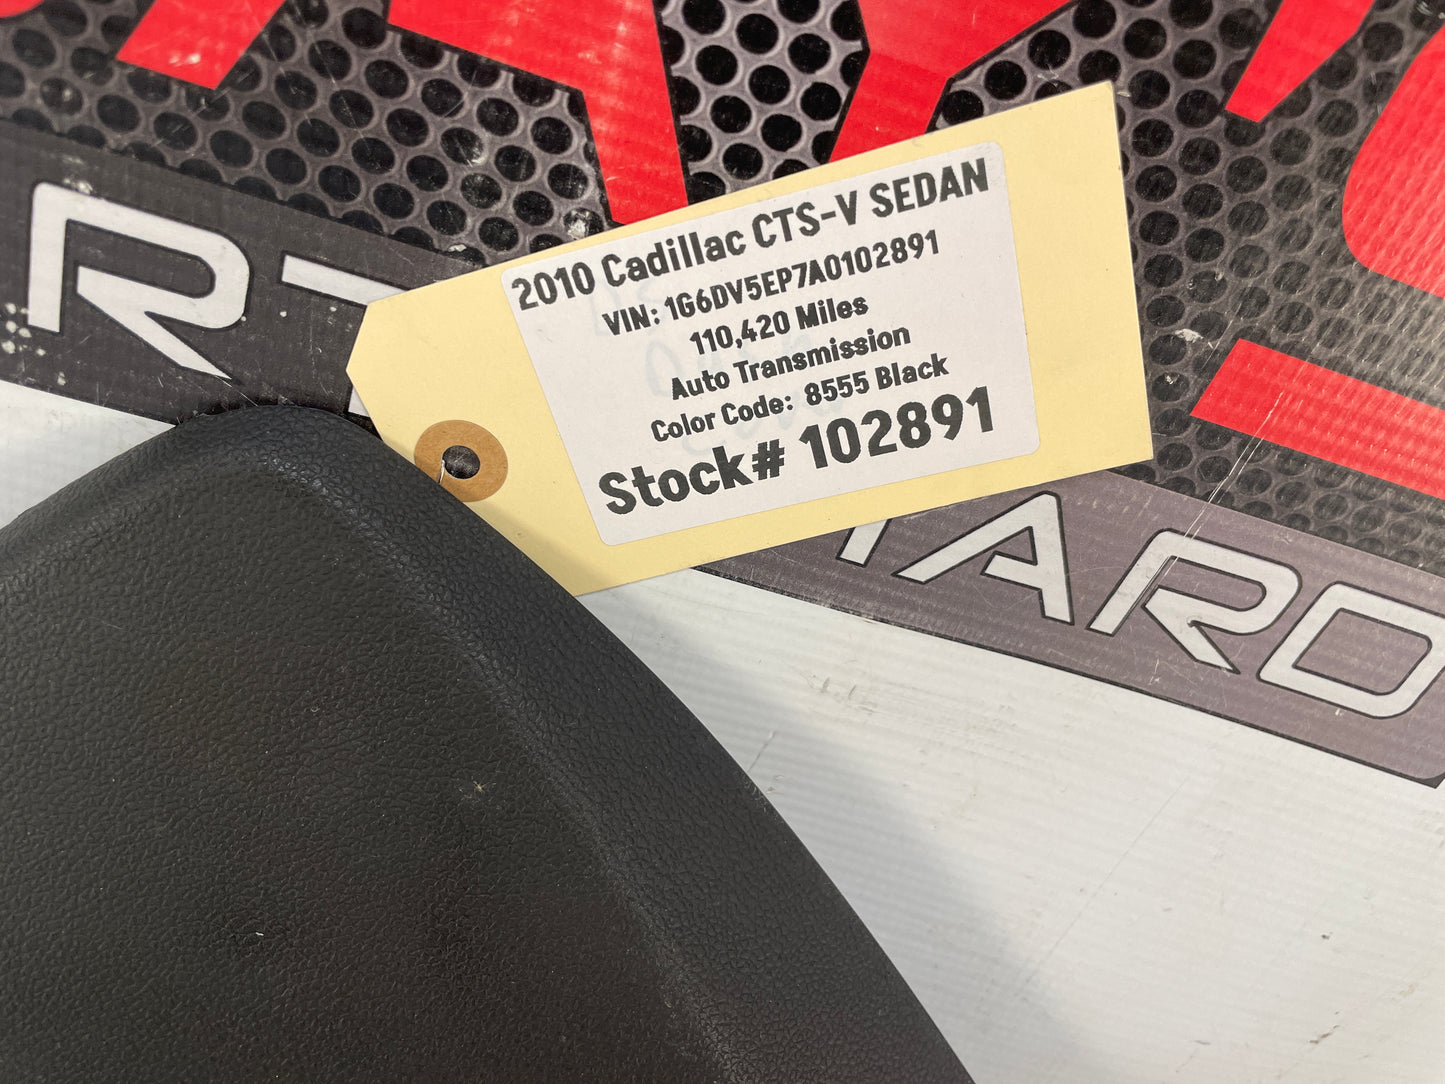 2010 Cadillac CTS-V SEDAN
VIN: 1G6DV5EP7A0102891
110,420 Miles
Auto Transmission
Color Code: 8555 Black
Stock# 102891